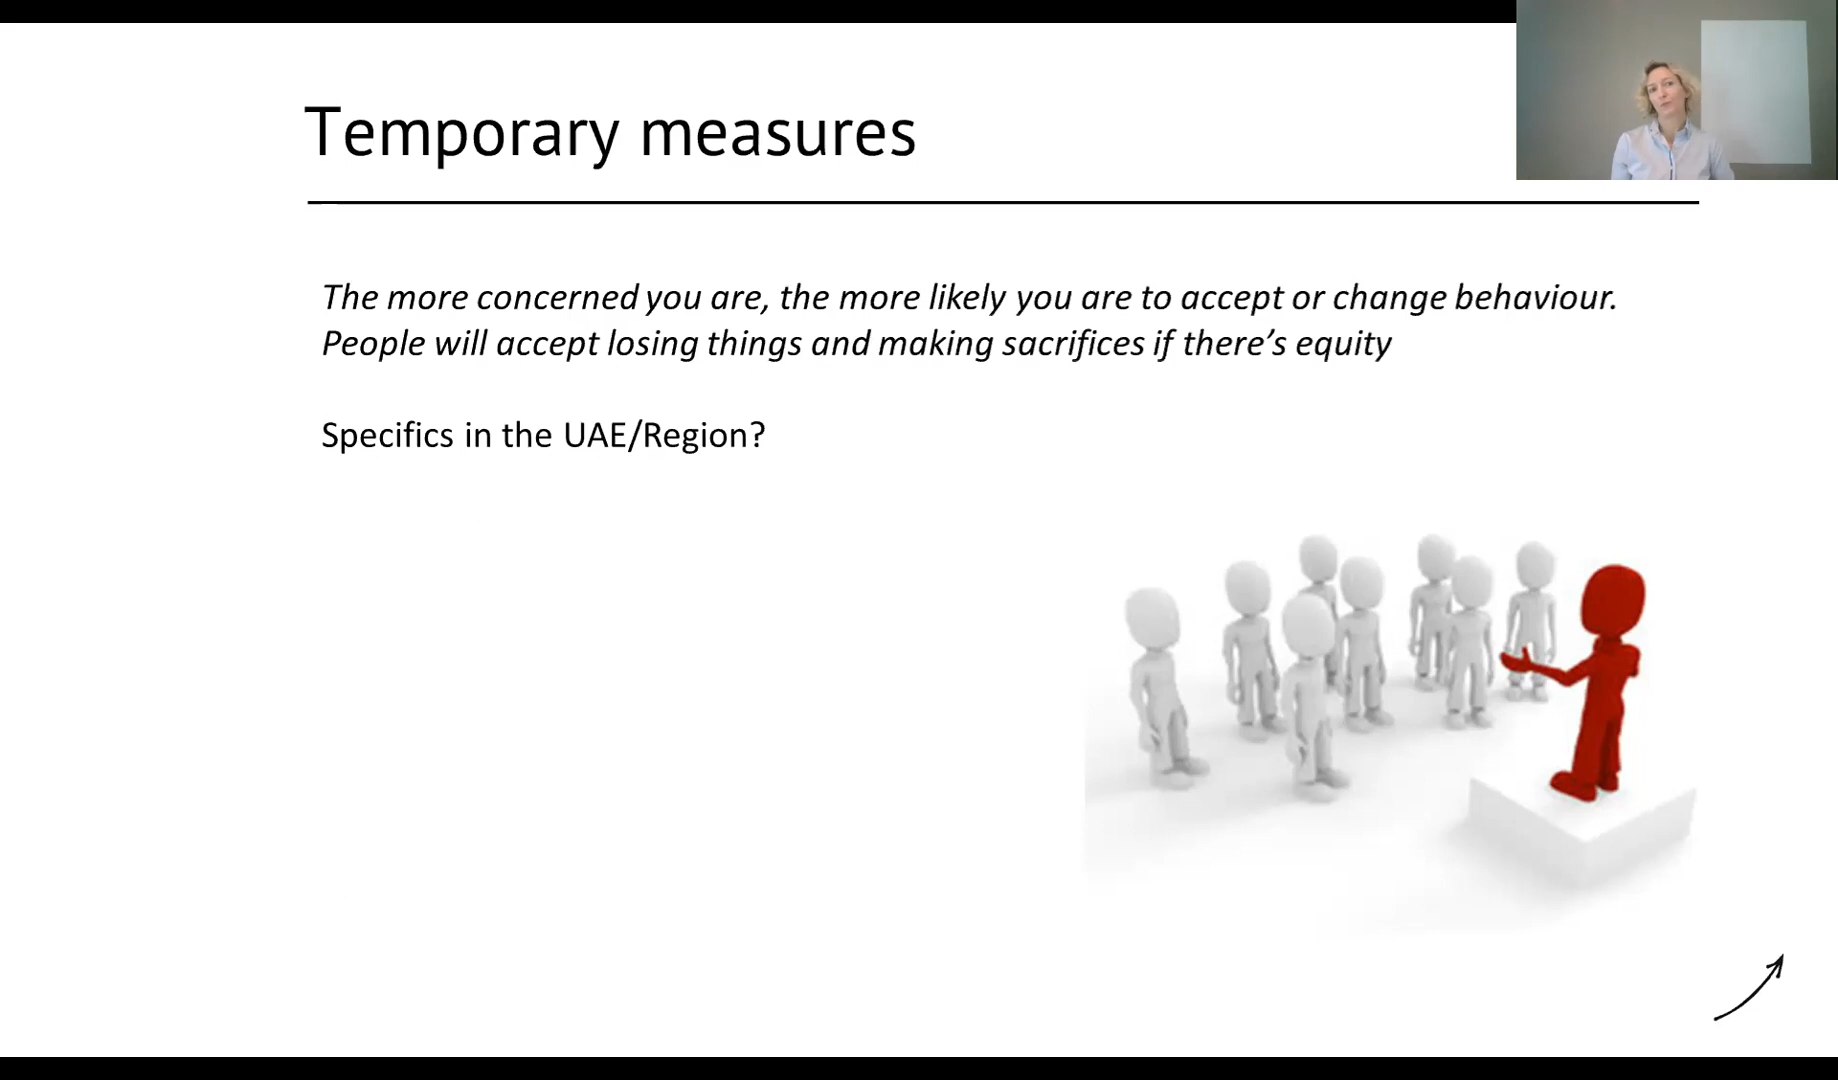 Temporary measures
The more concerned you are, the more likely you are to accept or change behaviour.
People will accept losing things and making sacrifices if there’s equity
Specifics in the UAE/Region?